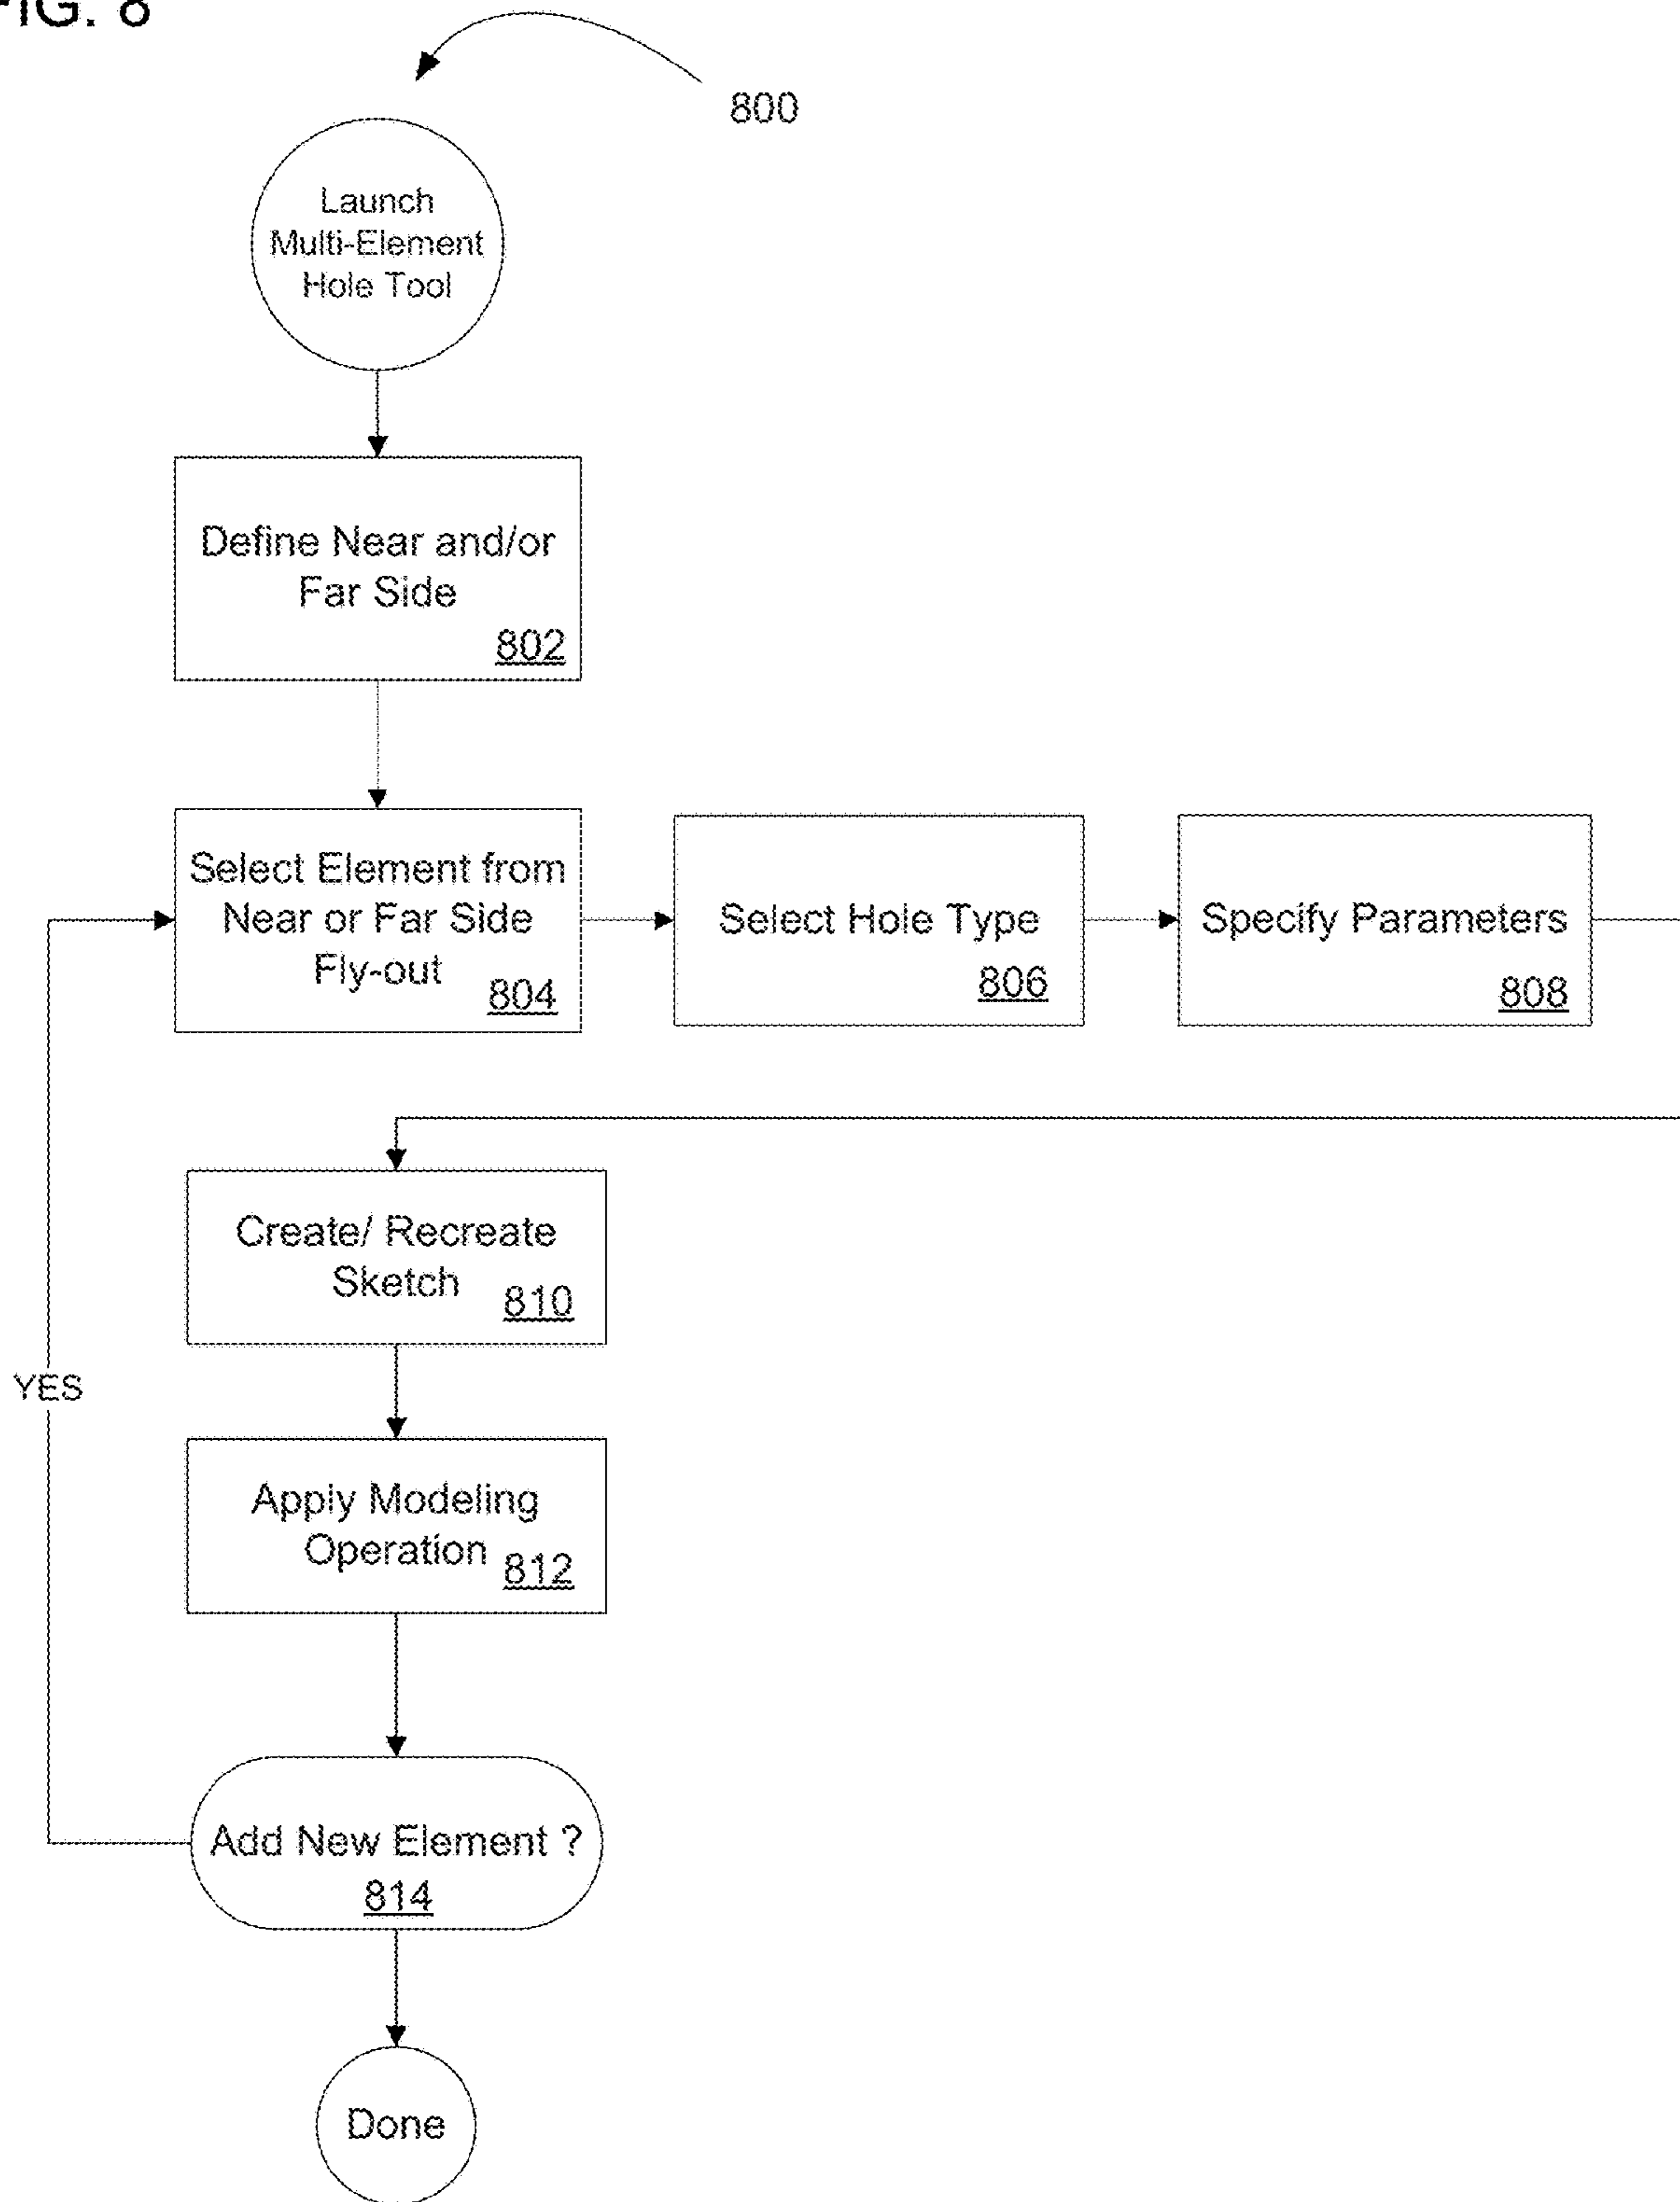 FIG. 8
800
Launch
Multi-Element
Hole Tool
Define Near and/or
Far Side
802
Select Element from
Near or Far Side
Fly-out
804
Select Hole Type
806
Specify Parameters
808
Create/ Recreate
Sketch
810
YES
Apply Modeling
Operation
812
Add New Element ?
814
Done